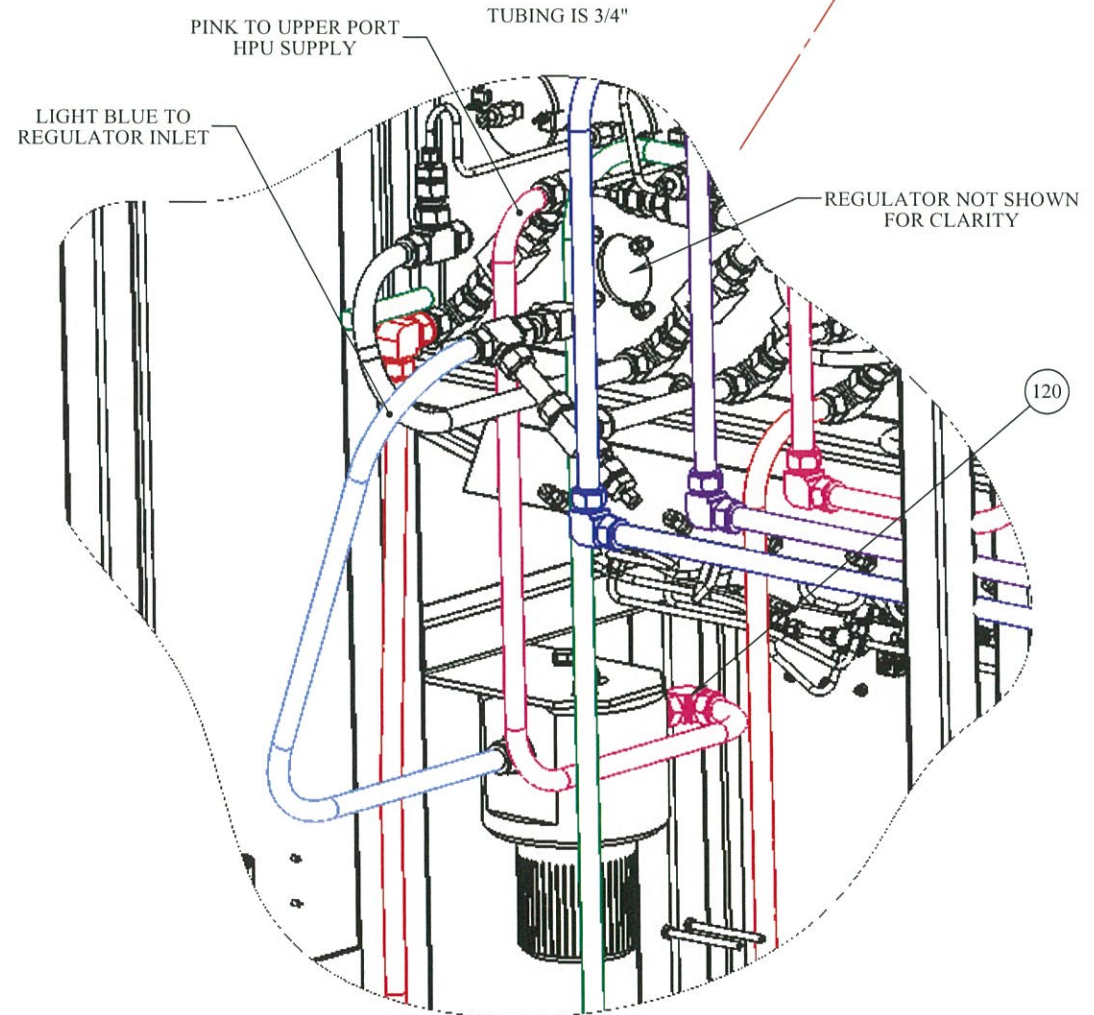 TUBING IS 3/4"
PINK TO UPPER PORT
HPU SUPPLY
LIGHT BLUE TO
REGULATOR INLET
REGULATOR NOT SHOWN
FOR CLARITY
120